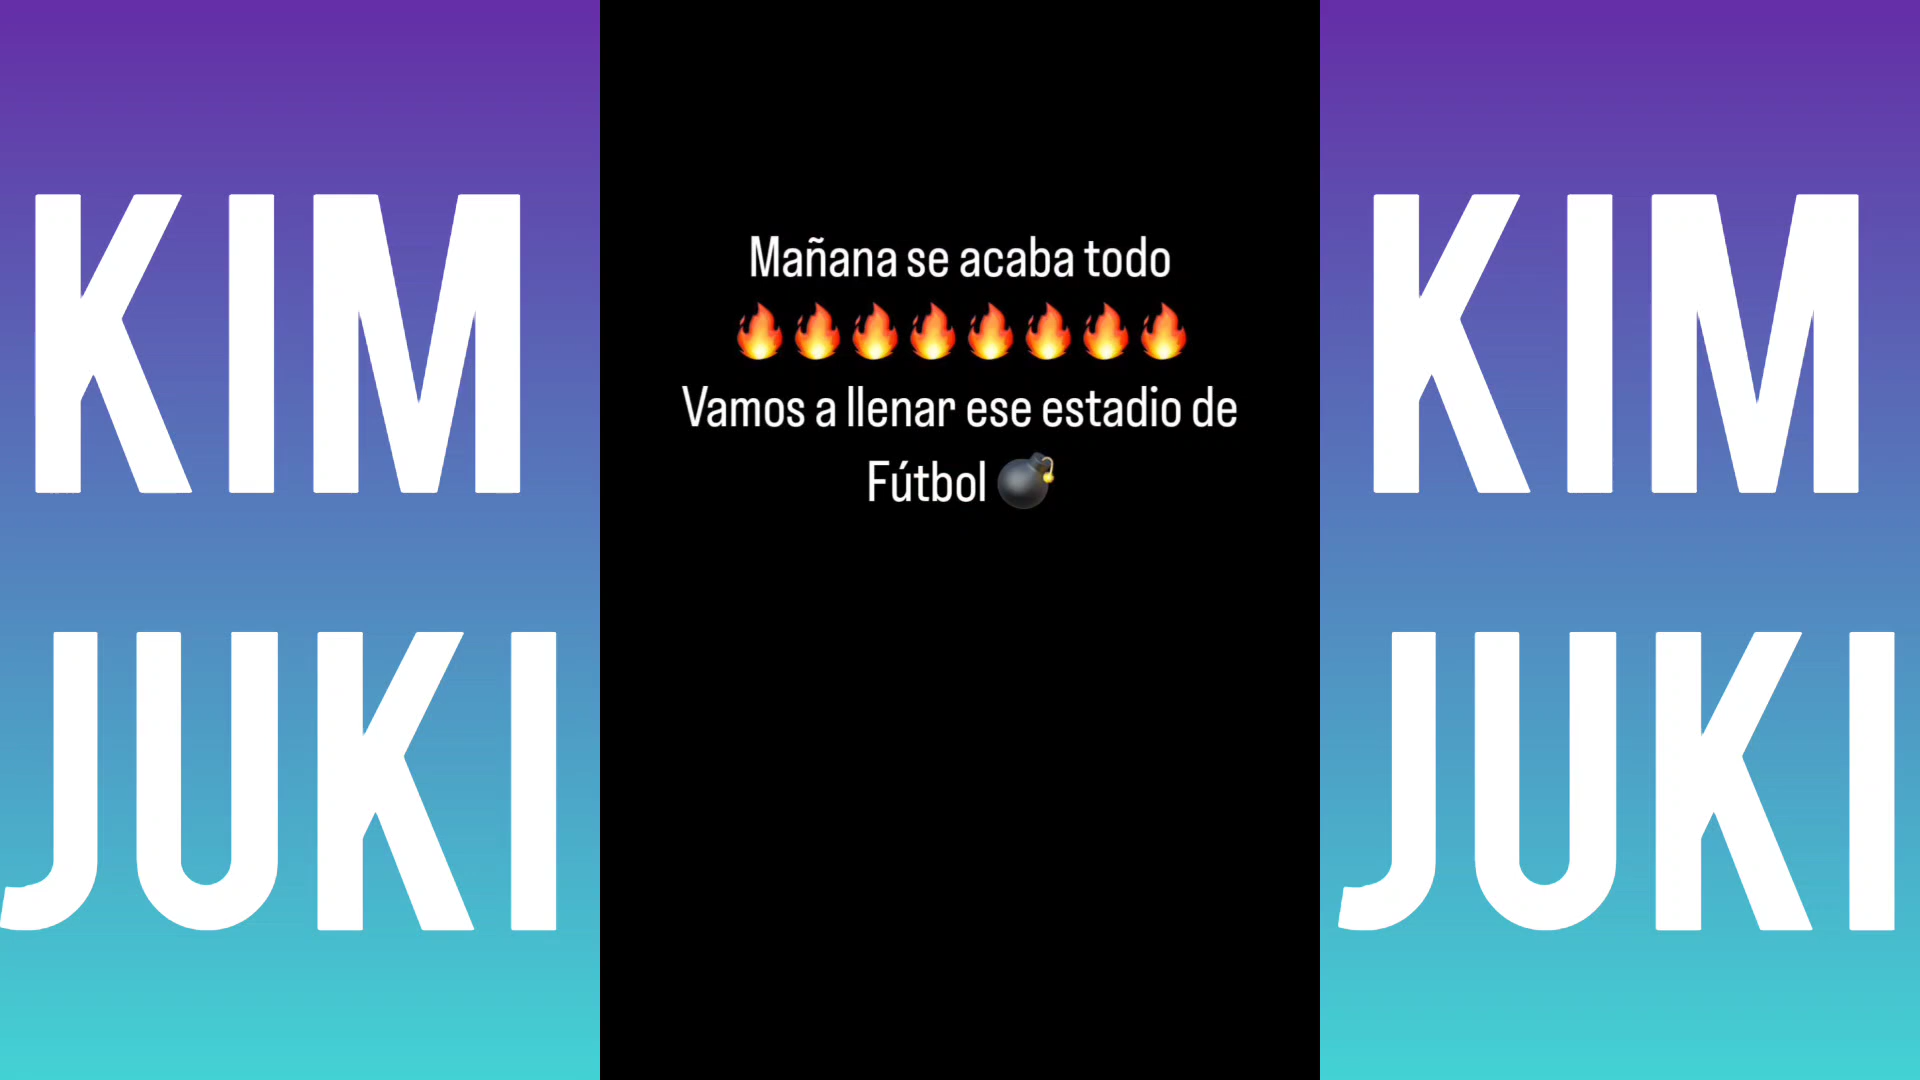 KIM
JUKI
Mañana se acaba todo
🔥🔥🔥🔥🔥🔥🔥🔥
Vamos a llenar ese estadio de
Fútbol 💣
KIM
JUKI